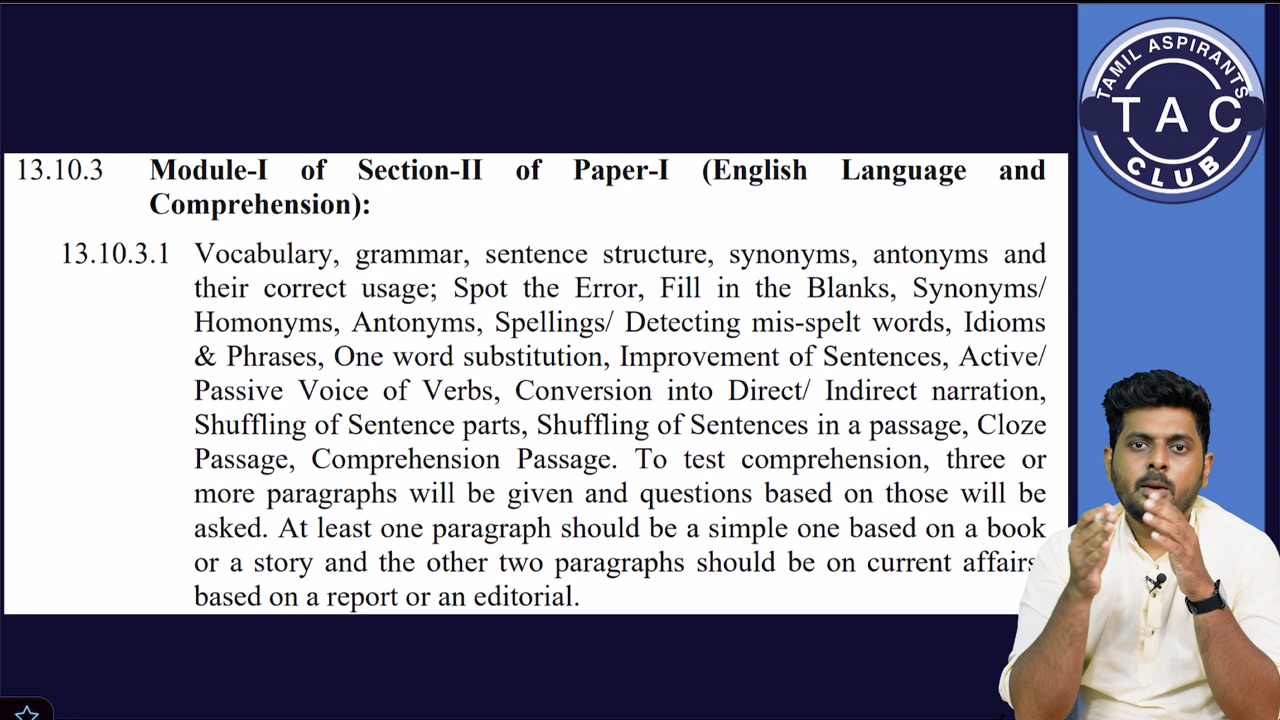 TAMIL ASPIRANTS
TAC
CLUB
13.10.3 Module-I of Section-II of Paper-I (English Language and
Comprehension):
13.10.3.1 Vocabulary, grammar, sentence structure, synonyms, antonyms and
their correct usage; Spot the Error, Fill in the Blanks, Synonyms/
Homonyms, Antonyms, Spellings/ Detecting mis-spelt words, Idioms
& Phrases, One word substitution, Improvement of Sentences, Active/
Passive Voice of Verbs, Conversion into Direct/ Indirect narration,
Shuffling of Sentence parts, Shuffling of Sentences in a passage, Cloze
Passage, Comprehension Passage. To test comprehension, three or
more paragraphs will be given and questions based on those will be
asked. At least one paragraph should be a simple one based on a book
or a story and the other two paragraphs should be on current affairs
based on a report or an editorial.